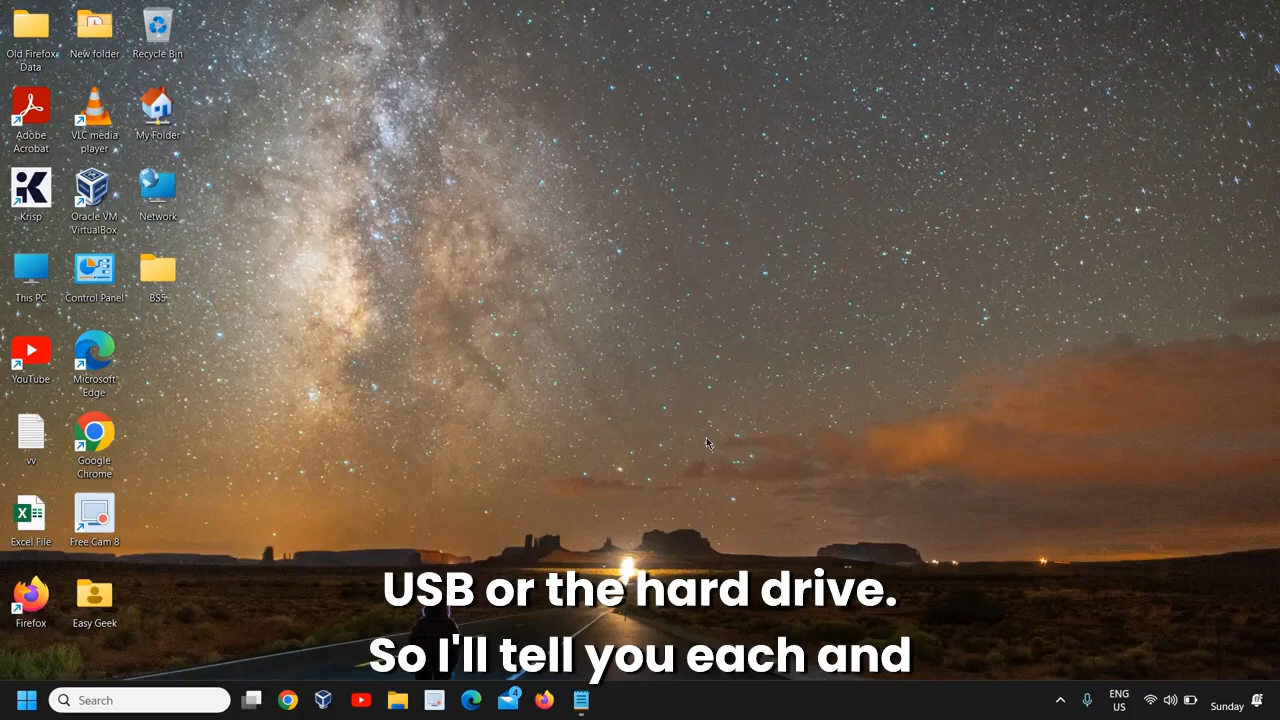 Old Firefox
Data
New folder
Recycle Bin
Adobe
Acrobat
VLC media
player
My Folder
Krisp
Oracle VM
VirtualBox
Network
This PC
Control Panel
BS5
YouTube
Microsoft
Edge
vv
Google
Chrome
Excel File
Free Cam 8
Firefox
Easy Geek
USB or the hard drive.
So I'll tell you each and
Search
4
ENG
US
Sunday